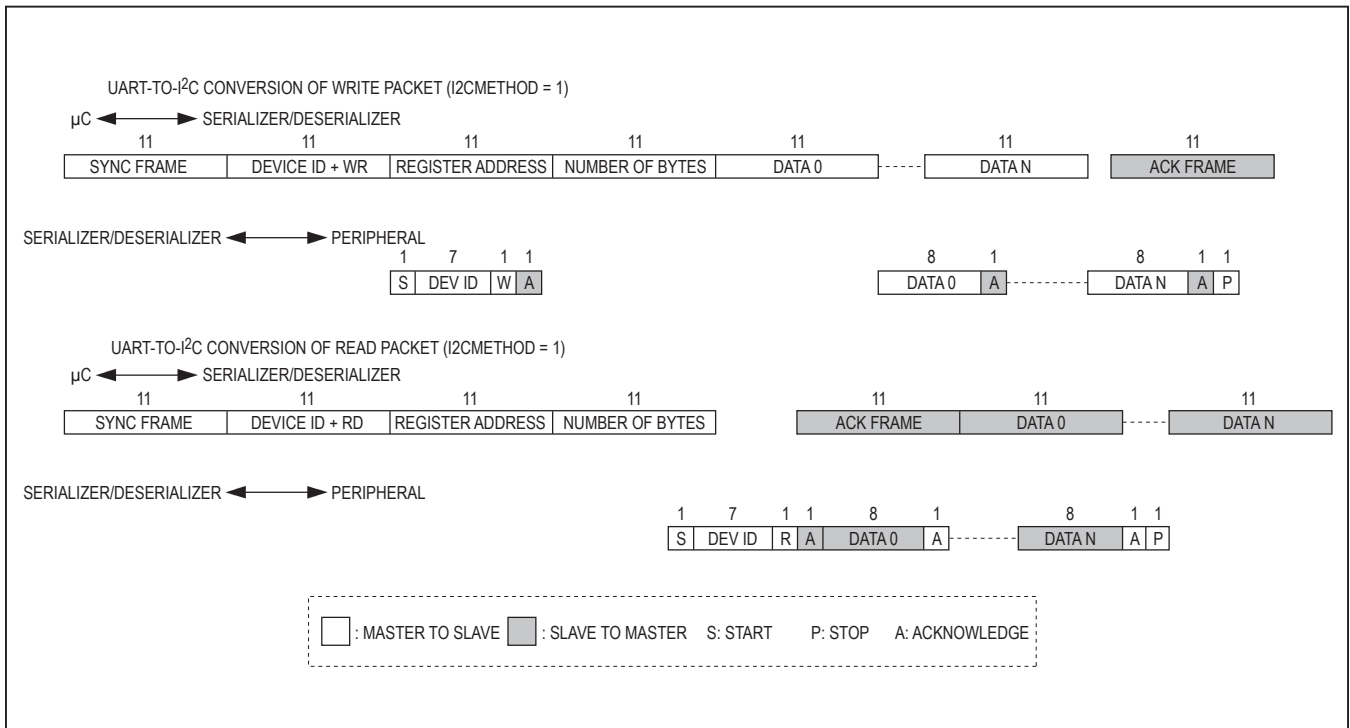 UART-TO-I2C CONVERSION OF WRITE PACKET (I2CMETHOD = 1)
µC SERIALIZER/DESERIALIZER
11 11 11 11 11 11 11
SYNC FRAME DEVICE ID + WR REGISTER ADDRESS NUMBER OF BYTES DATA 0 DATA N ACK FRAME
SERIALIZER/DESERIALIZER PERIPHERAL
1 7 1 1 8 1 8 1 1
S DEV ID W A DATA 0 A DATA N A P
UART-TO-I2C CONVERSION OF READ PACKET (I2CMETHOD = 1)
µC SERIALIZER/DESERIALIZER
11 11 11 11 11 11 11
SYNC FRAME DEVICE ID + RD REGISTER ADDRESS NUMBER OF BYTES ACK FRAME DATA 0 DATA N
SERIALIZER/DESERIALIZER PERIPHERAL
1 7 1 1 8 1 8 1 1
S DEV ID R A DATA 0 A DATA N A P
: MASTER TO SLAVE : SLAVE TO MASTER S: START P: STOP A: ACKNOWLEDGE